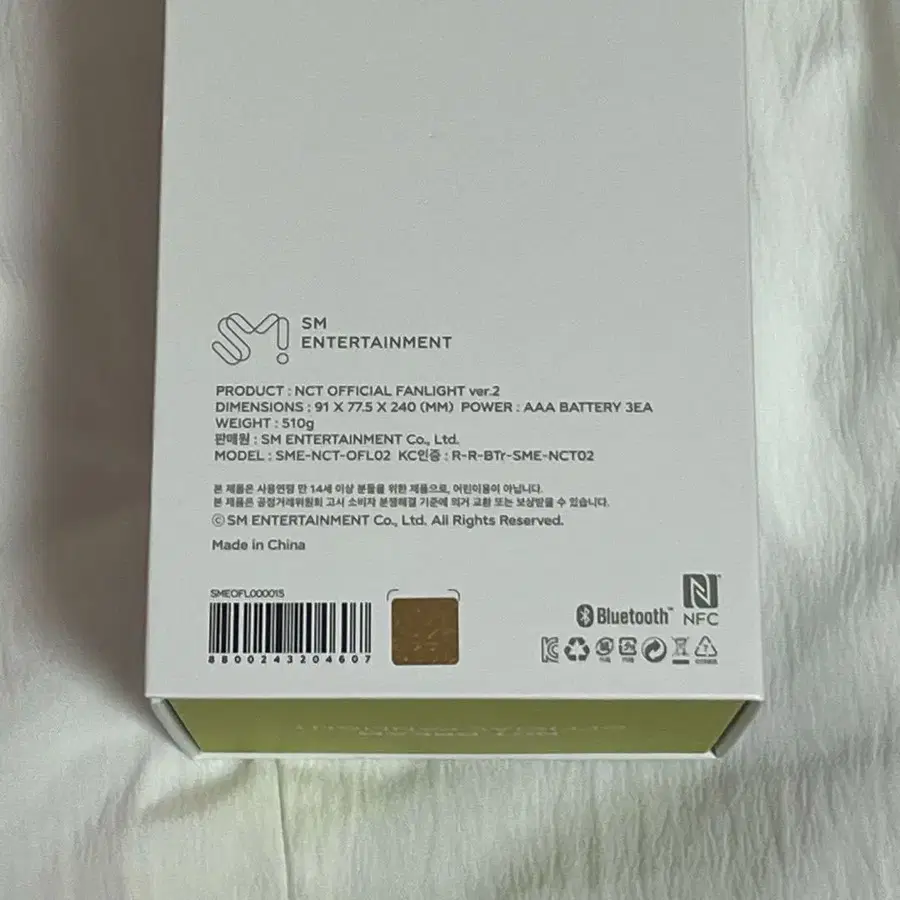 SM
ENTERTAINMENT
PRODUCT : NCT OFFICIAL FANLIGHT ver.2
DIMENSIONS : 91 X 77.5 X 240 (MM) POWER : AAA BATTERY 3EA
WEIGHT : 510g
판매원 : SM ENTERTAINMENT Co., Ltd.
MODEL : SME-NCT-OFL02 KC인증 : R-R-BTr-SME-NCT02
본 제품은 사용연령 만 14세 이상 분들을 위한 제품으로, 어린이용이 아닙니다.
본 제품은 공정거래위원회 고시 소비자 분쟁해결 기준에 의거 교환 또는 보상받을 수 있습니다.
ⓒ SM ENTERTAINMENT Co., Ltd. All Rights Reserved.
Made in China
SMEOFL000015
8800243204607
Bluetooth™
NFC